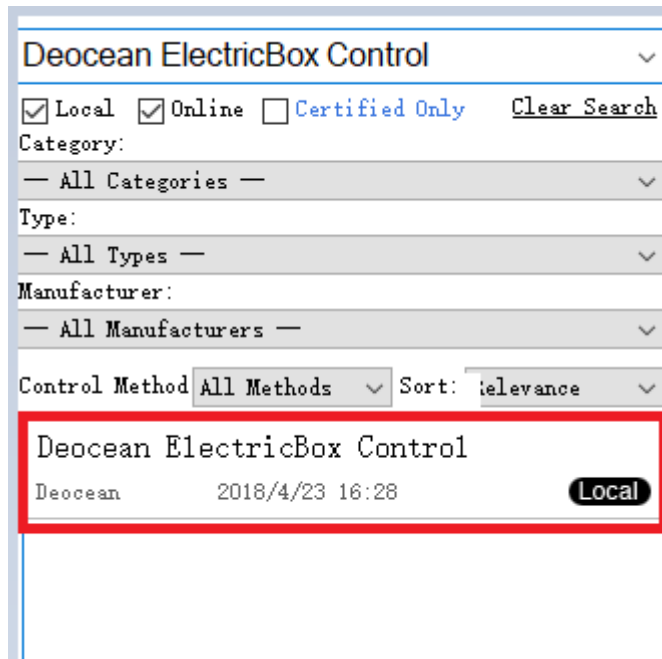 Deocean ElectricBox Control
Local Online Certified Only Clear Search
Category:
— All Categories —
Type:
— All Types —
Manufacturer:
— All Manufacturers —
Control Method All Methods Sort: Relevance
Deocean ElectricBox Control
Deocean 2018/4/23 16:28 Local